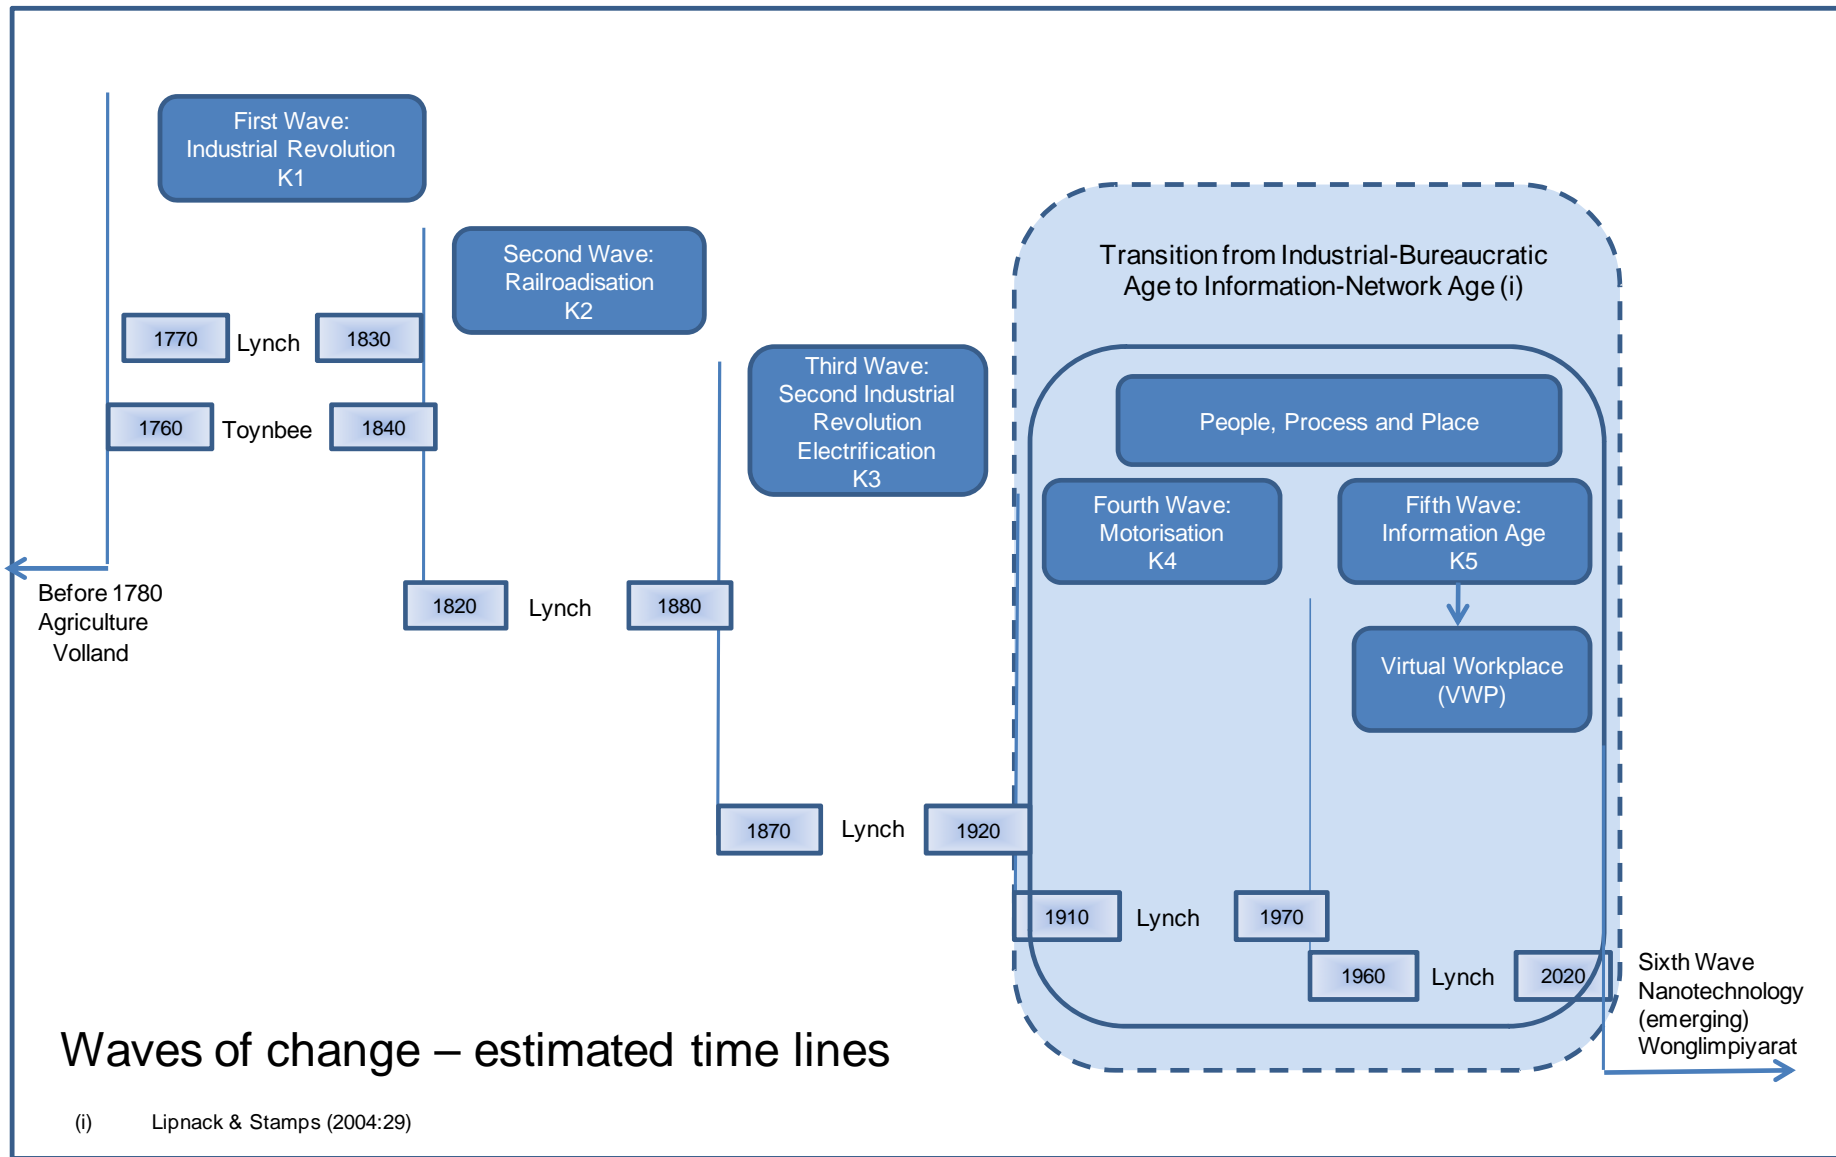 First Wave:
Industrial Revolution
K1
Second Wave:
Railroadisation
K2
Transition from Industrial-Bureaucratic
Age to Information-Network Age (i)
1770
Lynch
1830
Third Wave:
Second Industrial
Revolution
Electrification
K3
1760
Toynbee
1840
People, Process and Place
Fourth Wave:
Motorisation
K4
Fifth Wave:
Information Age
K5
Before 1780
Agriculture
Volland
1820
Lynch
1880
Virtual Workplace
(VWP)
1870
Lynch
1920
1910
Lynch
1970
1960
Lynch
2020
Sixth Wave
Nanotechnology
(emerging)
Wonglimpiyarat
Waves of change – estimated time lines
(i) Lipnack & Stamps (2004:29)